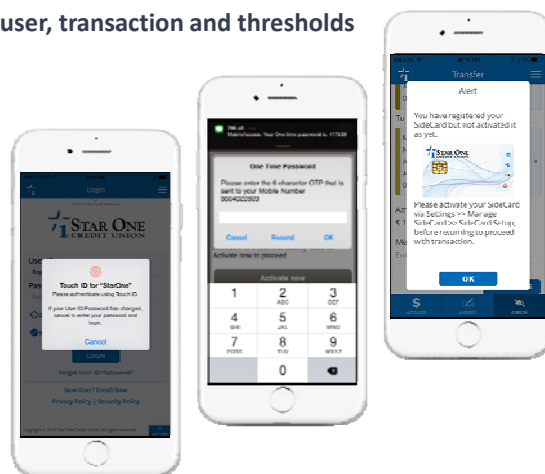 user, transaction and thresholds
Login
STAR ONE
CREDIT UNION
Touch ID for "StarOne"
Please authenticate using Touch ID.
If your User ID/Password has changed,
cancel to enter your password and
login.
Cancel
LOGIN
Forgot User ID/Password?
New User? Enroll Now
Privacy Policy | Security Policy
One Time Password
Please enter the 6 character OTP that is
sent to your Mobile Number
Cancel Resend OK
Activate now to proceed
Activate now
1 2 3
ABC DEF
4 5 6
GHI JKL MNO
7 8 9
PQRS TUV WXYZ
0
Transfer
Alert
You have registered your
SideCard but not activated it
as yet.
STAR ONE
Please activate your SideCard
via Settings >> Manage
SideCard >> SideCard Setup,
before returning to proceed
with transaction.
OK